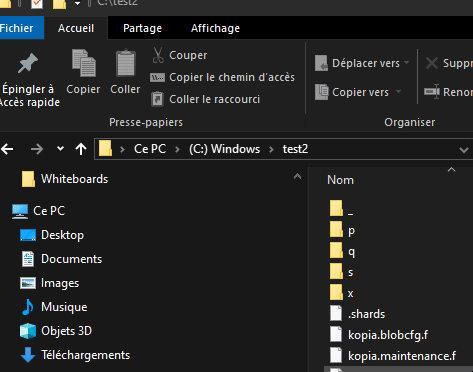 C:\test2
Fichier Accueil Partage Affichage
Épingler à
Accès rapide
Copier
Coller
Couper
Copier le chemin d'accès
Coller le raccourci
Presse-papiers
Déplacer vers
Copier vers
Organiser
Ce PC > (C:) Windows > test2
Whiteboards
Ce PC
Desktop
Documents
Images
Musique
Objets 3D
Téléchargements
Nom
_
p
q
s
x
.shards
kopia.blobcfg.f
kopia.maintenance.f